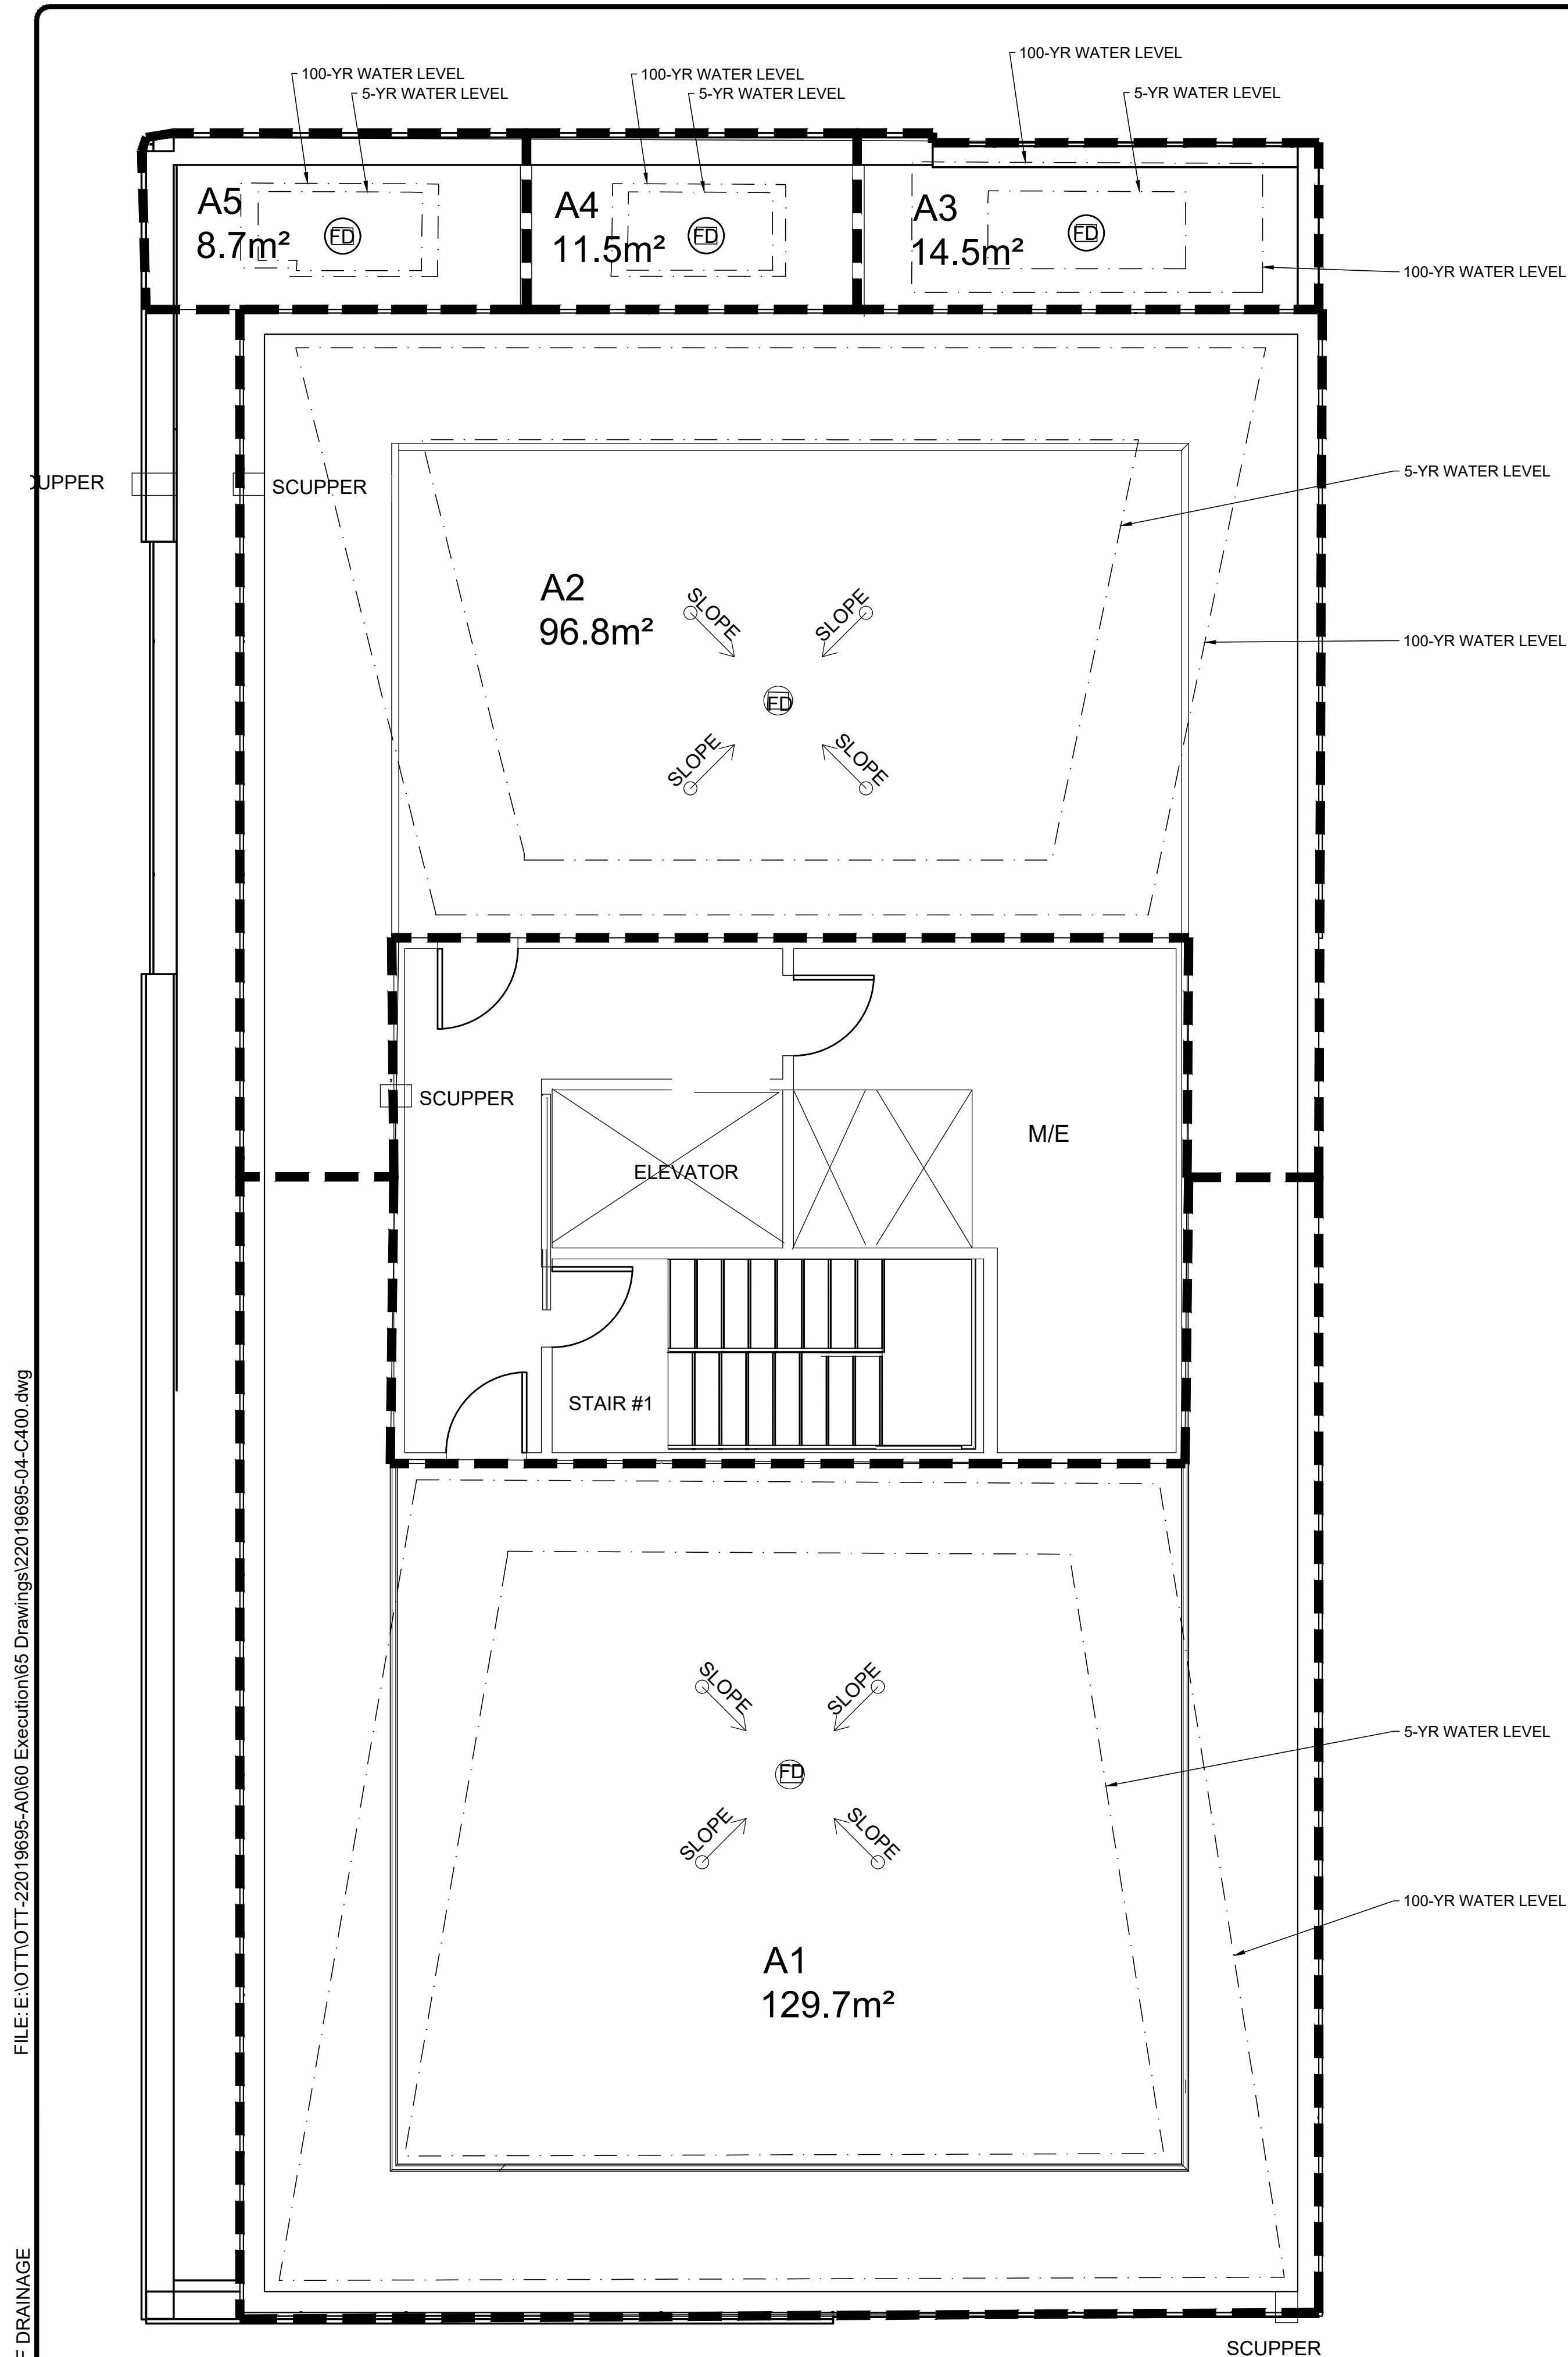 100-YR WATER LEVEL
100-YR WATER LEVEL
100-YR WATER LEVEL
5-YR WATER LEVEL
5-YR WATER LEVEL
5-YR WATER LEVEL
A5
8.7m²
FD
A4
11.5m²
FD
A3
14.5m²
FD
100-YR WATER LEVEL
SCUPPER
5-YR WATER LEVEL
A2
96.8m²
SLOPE
SLOPE
FD
SLOPE
SLOPE
100-YR WATER LEVEL
SCUPPER
ELEVATOR
M/E
STAIR #1
SLOPE
SLOPE
FD
SLOPE
SLOPE
5-YR WATER LEVEL
100-YR WATER LEVEL
A1
129.7m²
SCUPPER
FILE: E:\OTT\OTT-22019695-A0\60 Execution\65 Drawings\22019695-04-C400.dwg
DRAINAGE